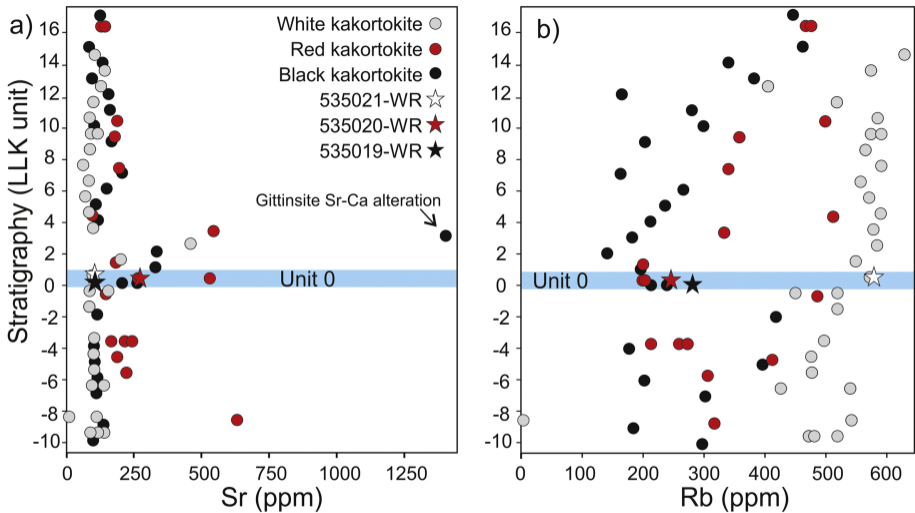 a)
White kakortokite
Red kakortokite
Black kakortokite
535021-WR
535020-WR
535019-WR
Gittinsite Sr-Ca alteration
Unit 0
Stratigraphy (LLK unit)
16
14
12
10
8
6
4
2
0
-2
-4
-6
-8
-10
0
250
500
750
1000
1250
Sr (ppm)
b)
Unit 0
16
14
12
10
8
6
4
2
0
-2
-4
-6
-8
-10
0
100
200
300
400
500
600
Rb (ppm)